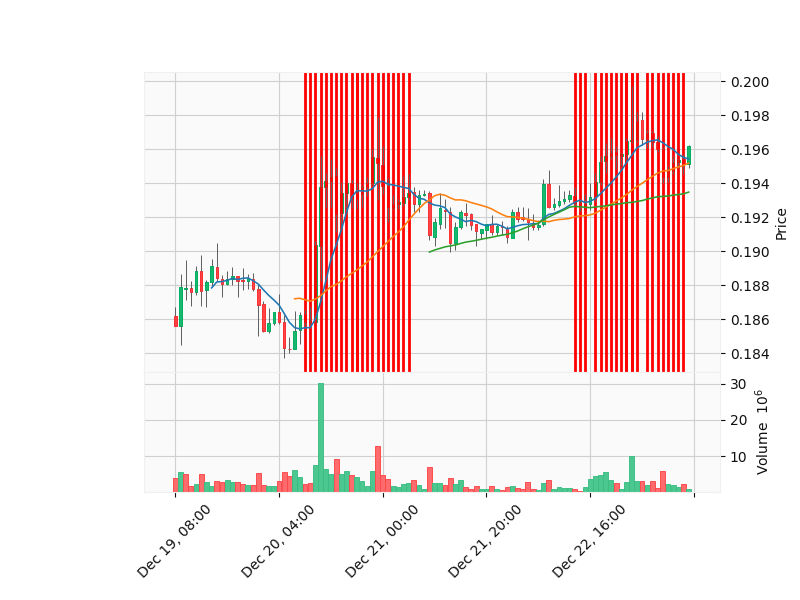 0.200
0.198
0.196
0.194
0.192
0.190
0.188
0.186
0.184
Price
30
20
10
Volume 10⁶
Dec 19, 08:00
Dec 20, 04:00
Dec 21, 00:00
Dec 21, 20:00
Dec 22, 16:00